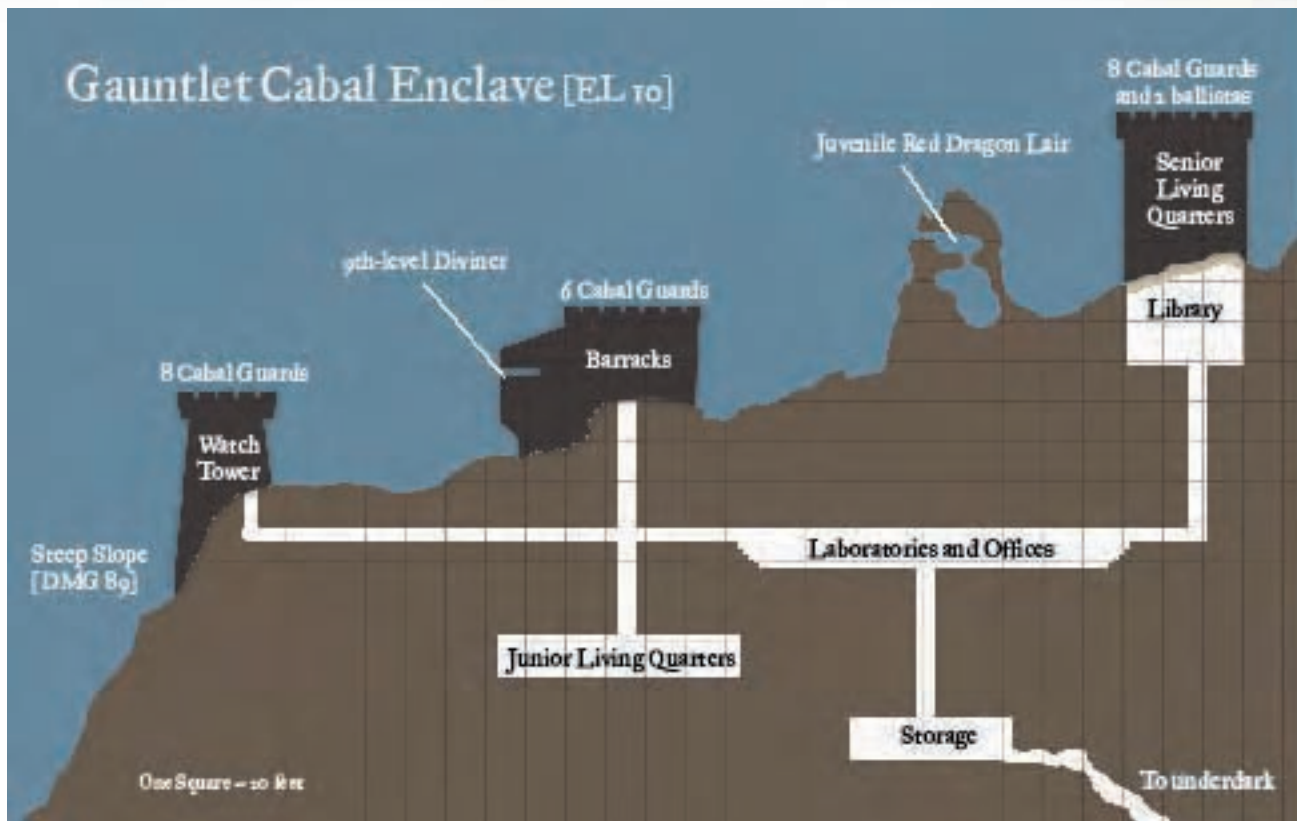 Gauntlet Cabal Enclave [EL 10]
8 Cabal Guards
and 2 ballistas
Juvenile Red Dragon Lair
Senior
Living
Quarters
9th-level Diviner
6 Cabal Guards
Library
Barracks
8 Cabal Guards
Watch
Tower
Steep Slope
[DMG 89]
Laboratories and Offices
Junior Living Quarters
Storage
One Square = feet
To underdark